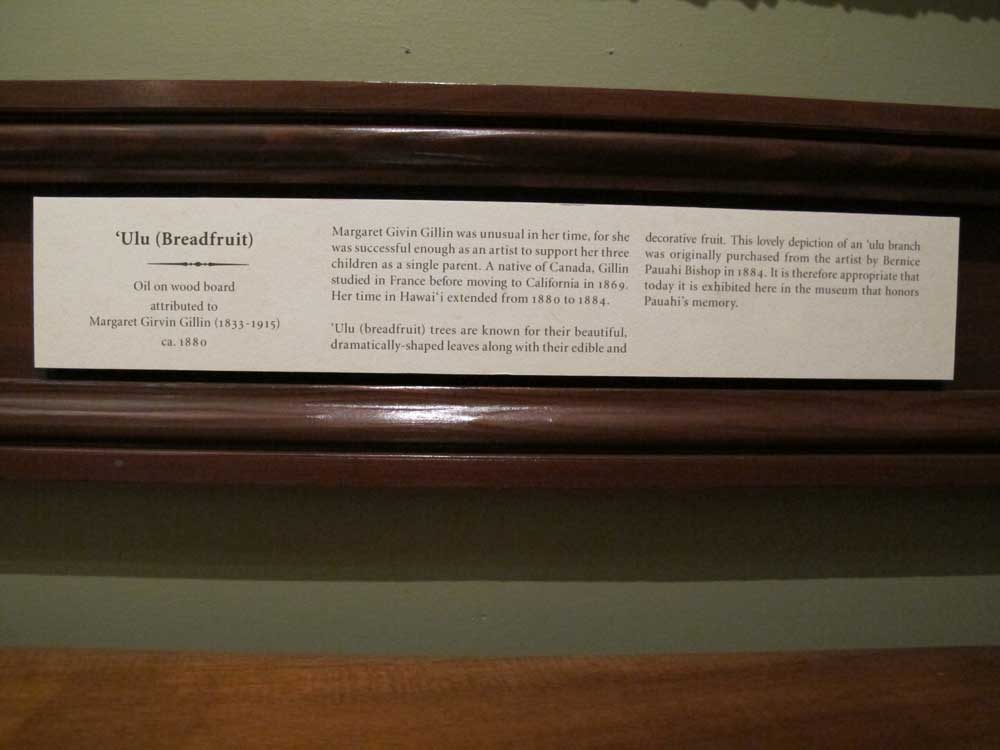 ‘Ulu (Breadfruit)
Oil on wood board
attributed to
Margaret Girvin Gillin (1833-1915)
ca. 1880
Margaret Givin Gillin was unusual in her time, for she
was successful enough as an artist to support her three
children as a single parent. A native of Canada, Gillin
studied in France before moving to California in 1869.
Her time in Hawai‘i extended from 1880 to 1884.
‘Ulu (breadfruit) trees are known for their beautiful,
dramatically-shaped leaves along with their edible and
decorative fruit. This lovely depiction of an ‘ulu branch
was originally purchased from the artist by Bernice
Pauahi Bishop in 1884. It is therefore appropriate that
today it is exhibited here in the museum that honors
Pauahi’s memory.